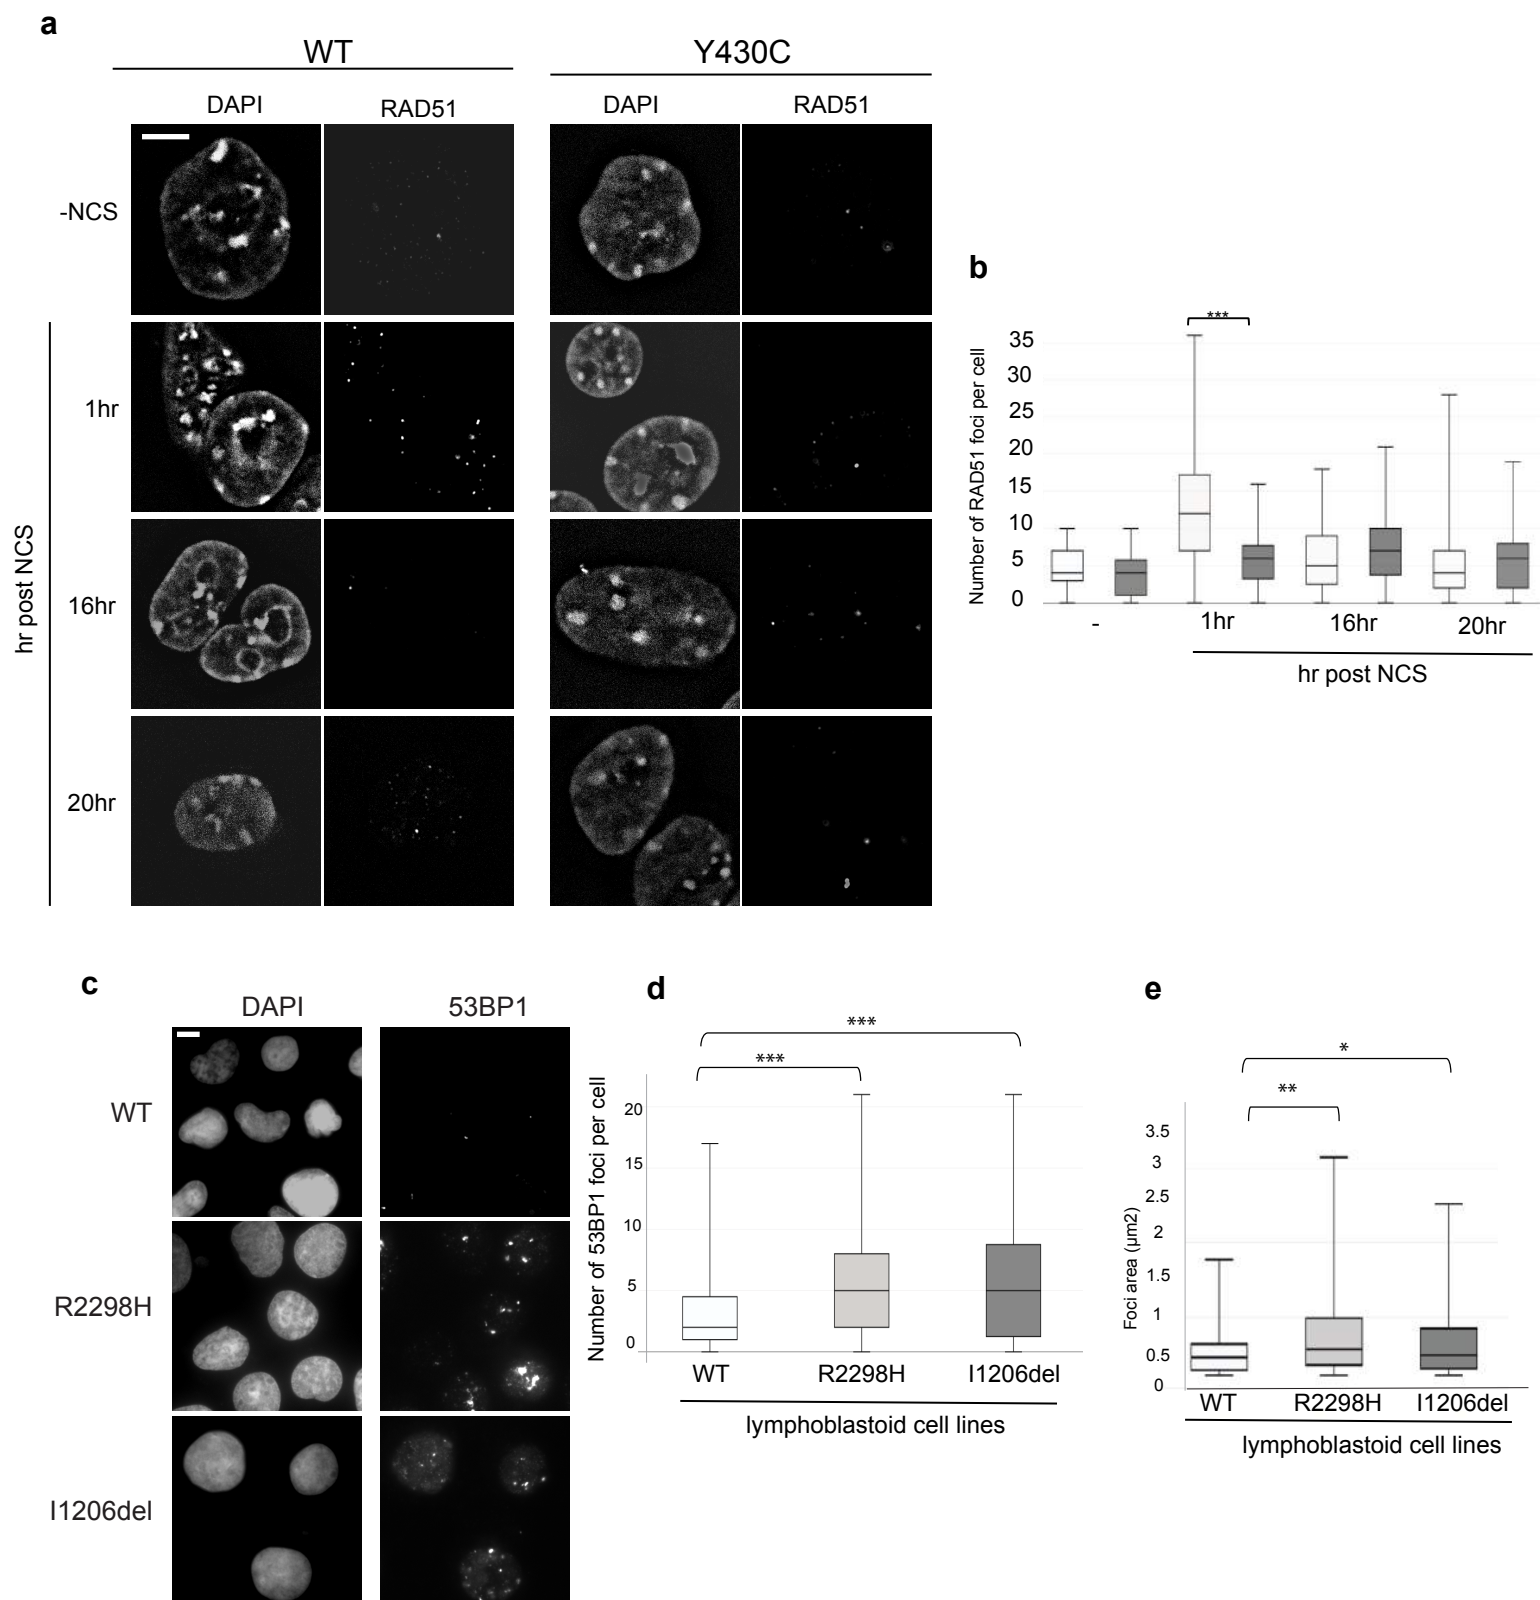 a
WT
Y430C
DAPI
RAD51
DAPI
RAD51
-NCS
1hr
16hr
20hr
hr post NCS
b
***
Number of RAD51 foci per cell
35
30
25
20
15
10
5
0
-
1hr
16hr
20hr
hr post NCS
c
DAPI
53BP1
WT
R2298H
I1206del
d
***
***
Number of 53BP1 foci per cell
20
15
10
5
0
WT
R2298H
I1206del
lymphoblastoid cell lines
e
*
**
Foci area (µm2)
3.5
3
2.5
2
1.5
1
0.5
0
WT
R2298H
I1206del
lymphoblastoid cell lines